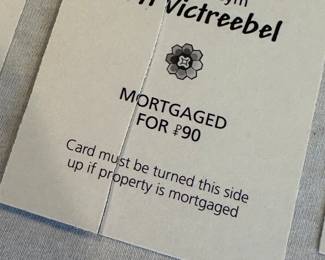 Victreebel
MORTGAGED
FOR ₽90
Card must be turned this side
up if property is mortgaged